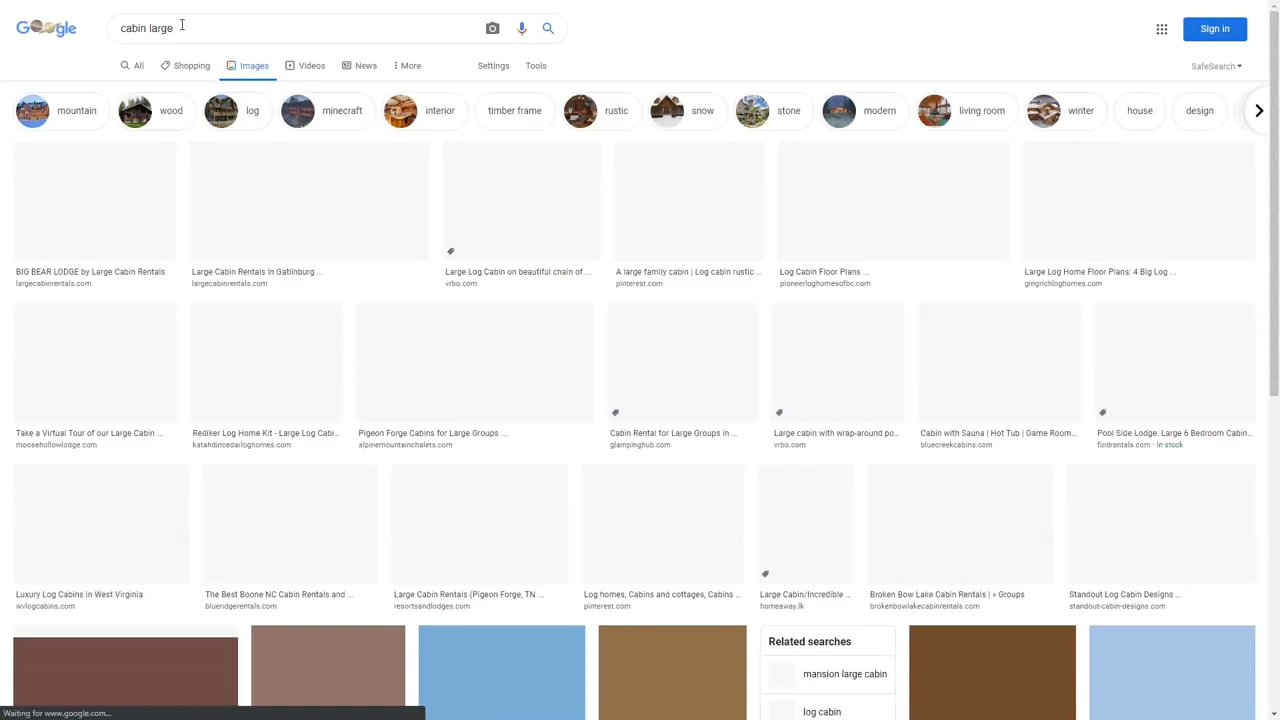 Google
cabin large
Sign in
All Shopping Images Videos News More Settings Tools
SafeSearch
mountain wood log minecraft interior timber frame rustic snow stone modern living room winter house design
BIG BEAR LODGE by Large Cabin Rentals
largecabinrentals.com
Large Cabin Rentals in Gatlinburg ...
largecabinrentals.com
Large Log Cabin on beautiful chain of ...
vrbo.com
A large family cabin | Log cabin rustic ..
pinterest.com
Log Cabin Floor Plans ...
pioneerloghomesofbc.com
Large Log Home Floor Plans: 4 Big Log ...
gingrichloghomes.com
Take a Virtual Tour of our Large Cabin ...
moosehollowlodge.com
Rediker Log Home Kit - Large Log Cabi..
katahdincedarloghomes.com
Pigeon Forge Cabins for Large Groups ...
alpinemountainchalets.com
Cabin Rental for Large Groups in ...
glampinghub.com
Large cabin with wrap-around po...
vrbo.com
Cabin with Sauna | Hot Tub | Game Room...
bluecreekcabins.com
Pool Side Lodge: Large 6 Bedroom Cabin...
findrentals.com · In stock
Luxury Log Cabins in West Virginia
wvlogcabins.com
The Best Boone NC Cabin Rentals and ...
blueridgerentals.com
Large Cabin Rentals (Pigeon Forge, TN ...
resortsandlodges.com
Log homes, Cabins and cottages, Cabins ..
pinterest.com
Large Cabin/Incredible ..
homeaway.lk
Broken Bow Lake Cabin Rentals | » Groups
brokenbowlakecabinrentals.com
Standout Log Cabin Designs ...
standout-cabin-designs.com
Related searches
mansion large cabin
log cabin
Waiting for www.google.com...